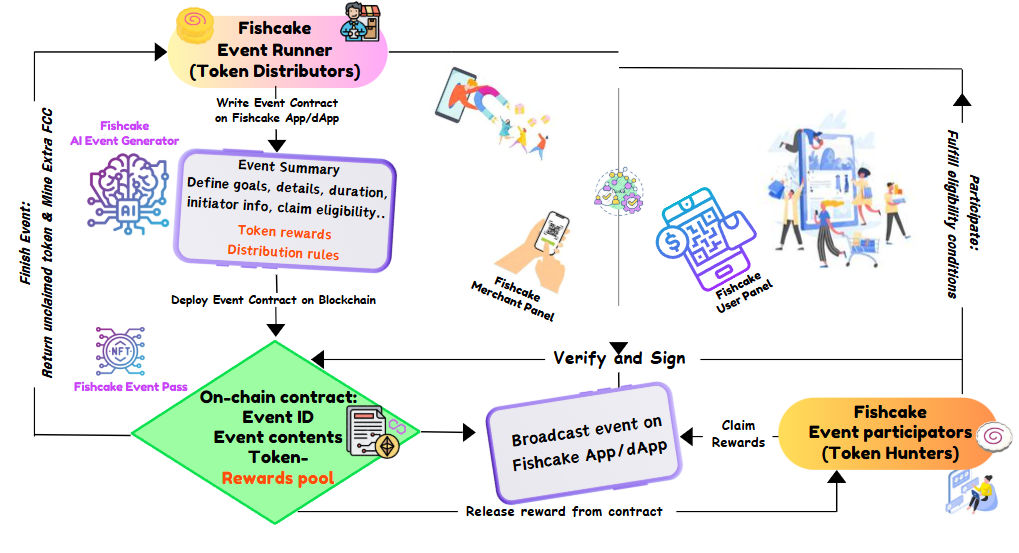 Fishcake
Event Runner
(Token Distributors)
Write Event Contract
on Fishcake App/dApp
Fishcake
AI Event Generator
AI
Event Summary
Define goals, details, duration,
initiator info, claim eligibility..
Token rewards
Distribution rules
Finish Event:
Return unclaimed token & Mine Extra FCC
Fishcake
Merchant Panel
$
Fishcake
User Panel
Participate:
Fulfill eligibility conditions
Deploy Event Contract on Blockchain
NFT
Fishcake Event Pass
Verify and Sign
On-chain contract:
Event ID
Event contents
Token-
Rewards pool
Broadcast event on
Fishcake App/dApp
Claim
Rewards
Fishcake
Event participators
(Token Hunters)
Release reward from contract